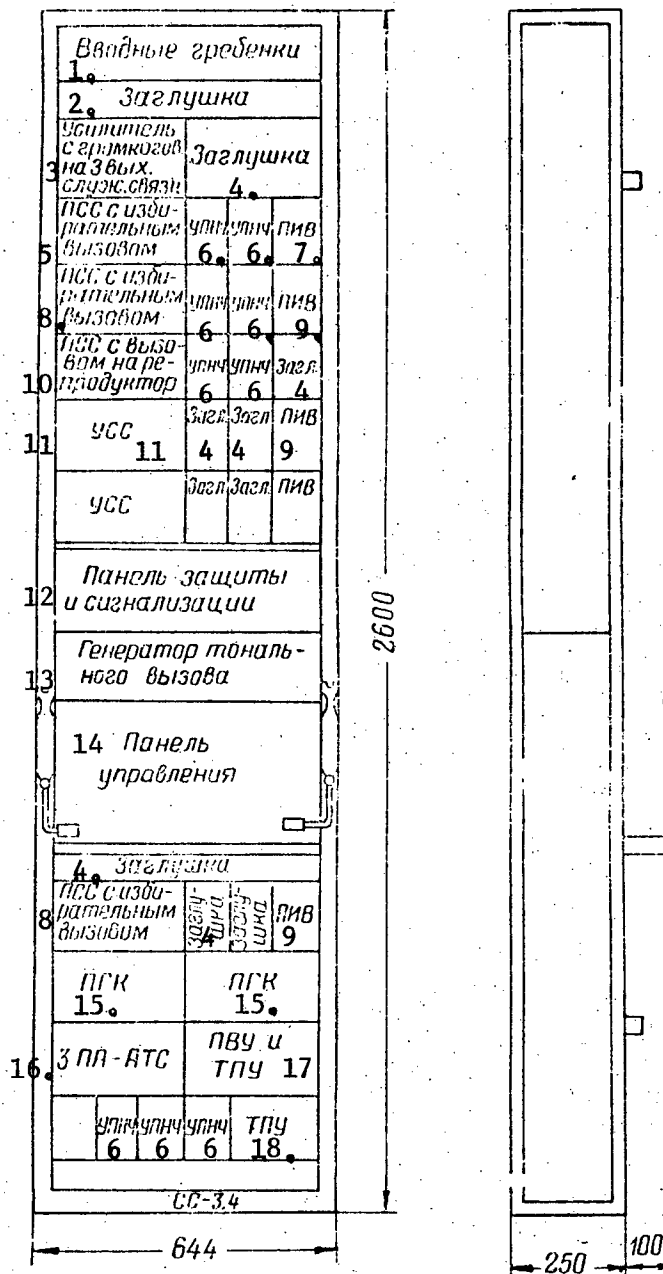 Вводные гребенки
1.
2. Заглушка
Усилитель
с громкогов
на 3 вых.
служ. связи
3
Заглушка
4.
ПСС с изби-
рательным
вызовом
5
УПНЧ УПНЧ ПИВ
6. 6. 7.
ПСС с изби-
рательным
вызовом
8
УПНЧ УПНЧ ПИВ
6 6 9
ПСС с вызо-
вом на ре-
продуктор
10
УПНЧ УПНЧ Загл.
6 6 4
11 УСС 11
Загл. Загл. ПИВ
4 4 9
УСС
Загл. Загл. ПИВ
Панель защиты
и сигнализации
12
Генератор тональ-
ного вызова
13
14 Панель
управления
4. Заглушка
ПСС с изби-
рательным
вызовом
8
Заглу-
шка
4
Заглу-
шка
ПИВ
9
ПГК ПГК
15. 15.
16. 3 ПА-АТС
ПВУ и
ТПУ 17
УПНЧ УПНЧ УПНЧ ТПУ
6 6 6 18.
СС-3.4
644
2600
250
100